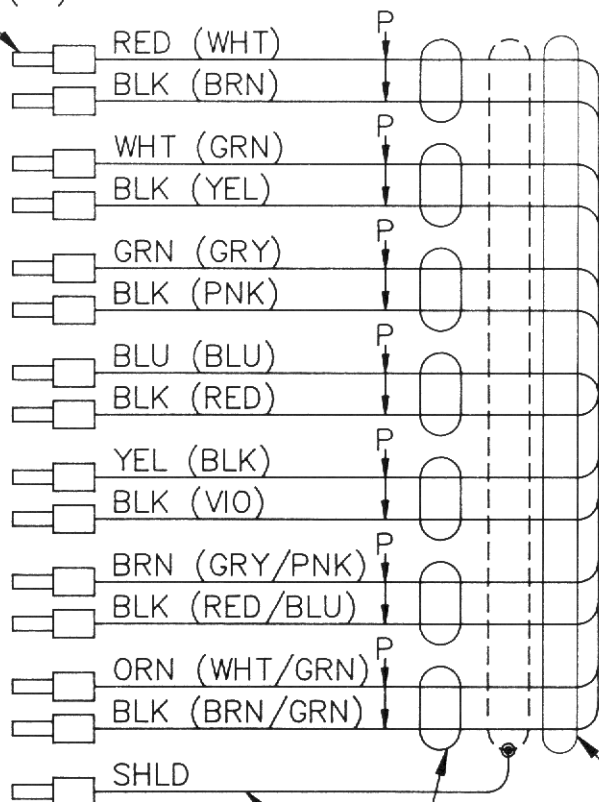 RED (WHT) P
BLK (BRN)
WHT (GRN) P
BLK (YEL)
GRN (GRY) P
BLK (PNK)
BLU (BLU) P
BLK (RED)
YEL (BLK) P
BLK (VIO)
BRN (GRY/PNK) P
BLK (RED/BLU)
ORN (WHT/GRN) P
BLK (BRN/GRN)
SHLD